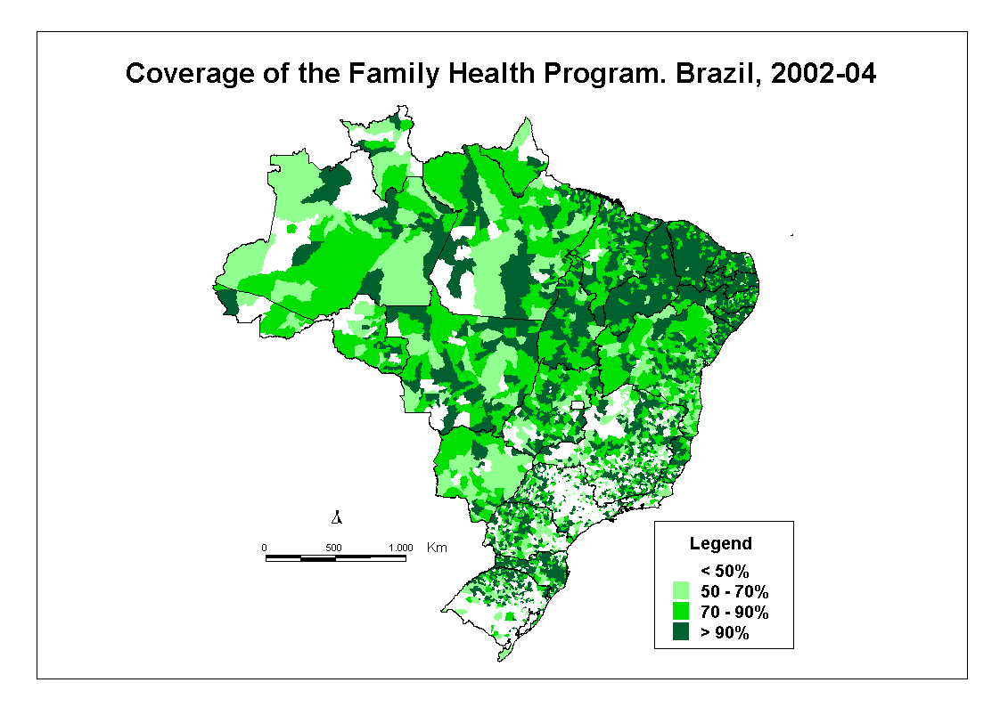 Coverage of the Family Health Program. Brazil, 2002-04
0 500 1.000 Km
Legend
< 50%
50 - 70%
70 - 90%
> 90%